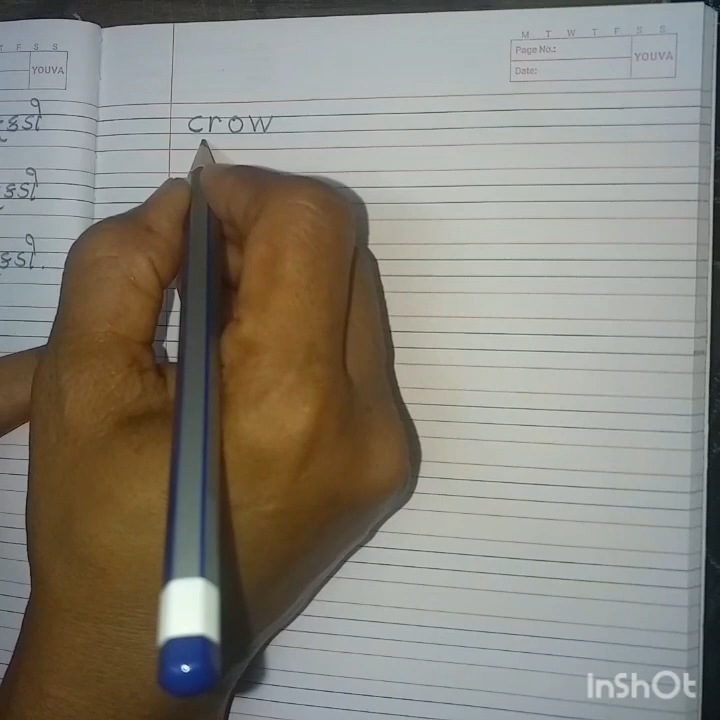 T F S S
YOUVA
M T W T F S S
Page No.:
YOUVA
Date:
crow
InShOt